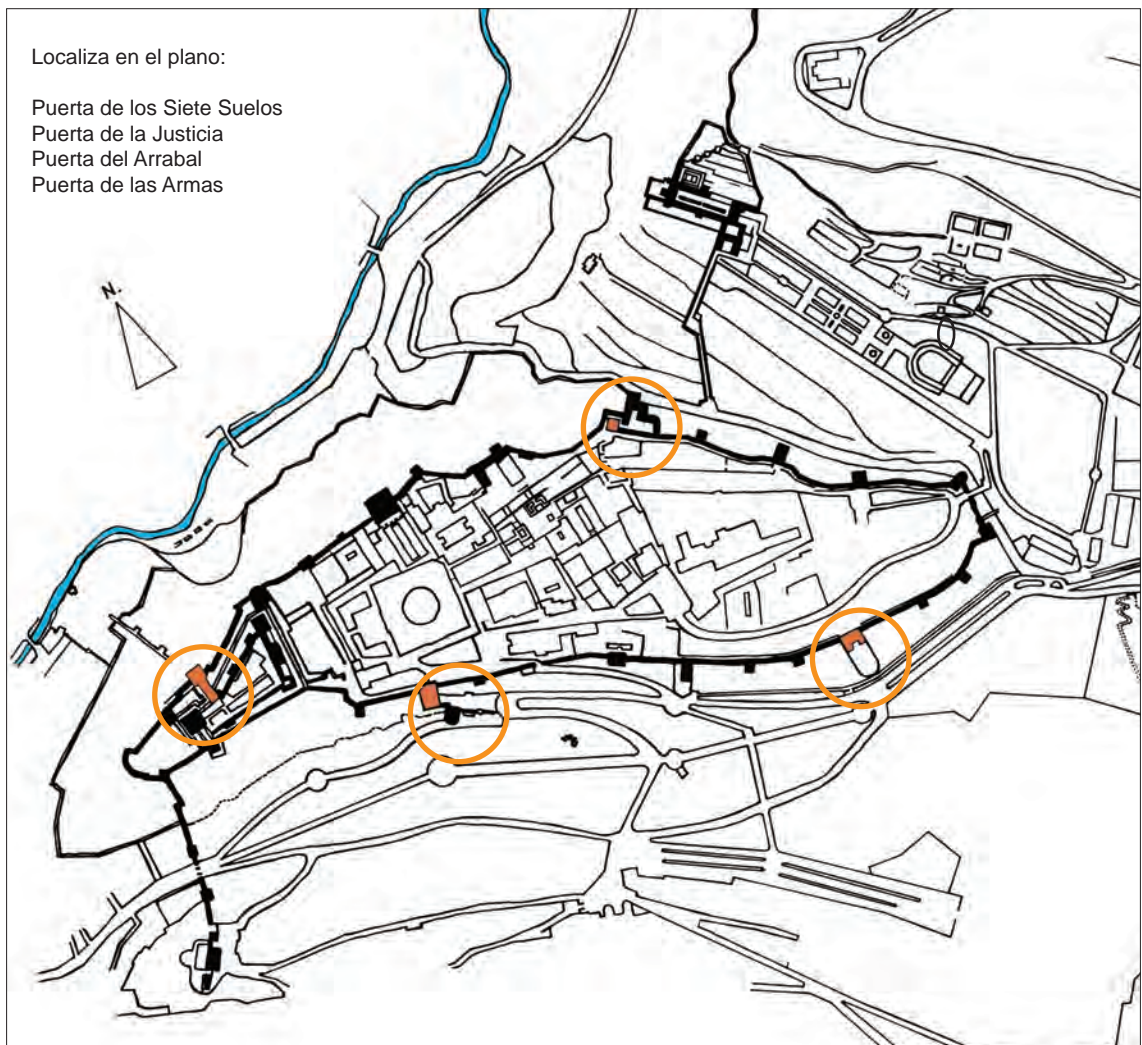 Localiza en el plano:
Puerta de los Siete Suelos
Puerta de la Justicia
Puerta del Arrabal
Puerta de las Armas
N.